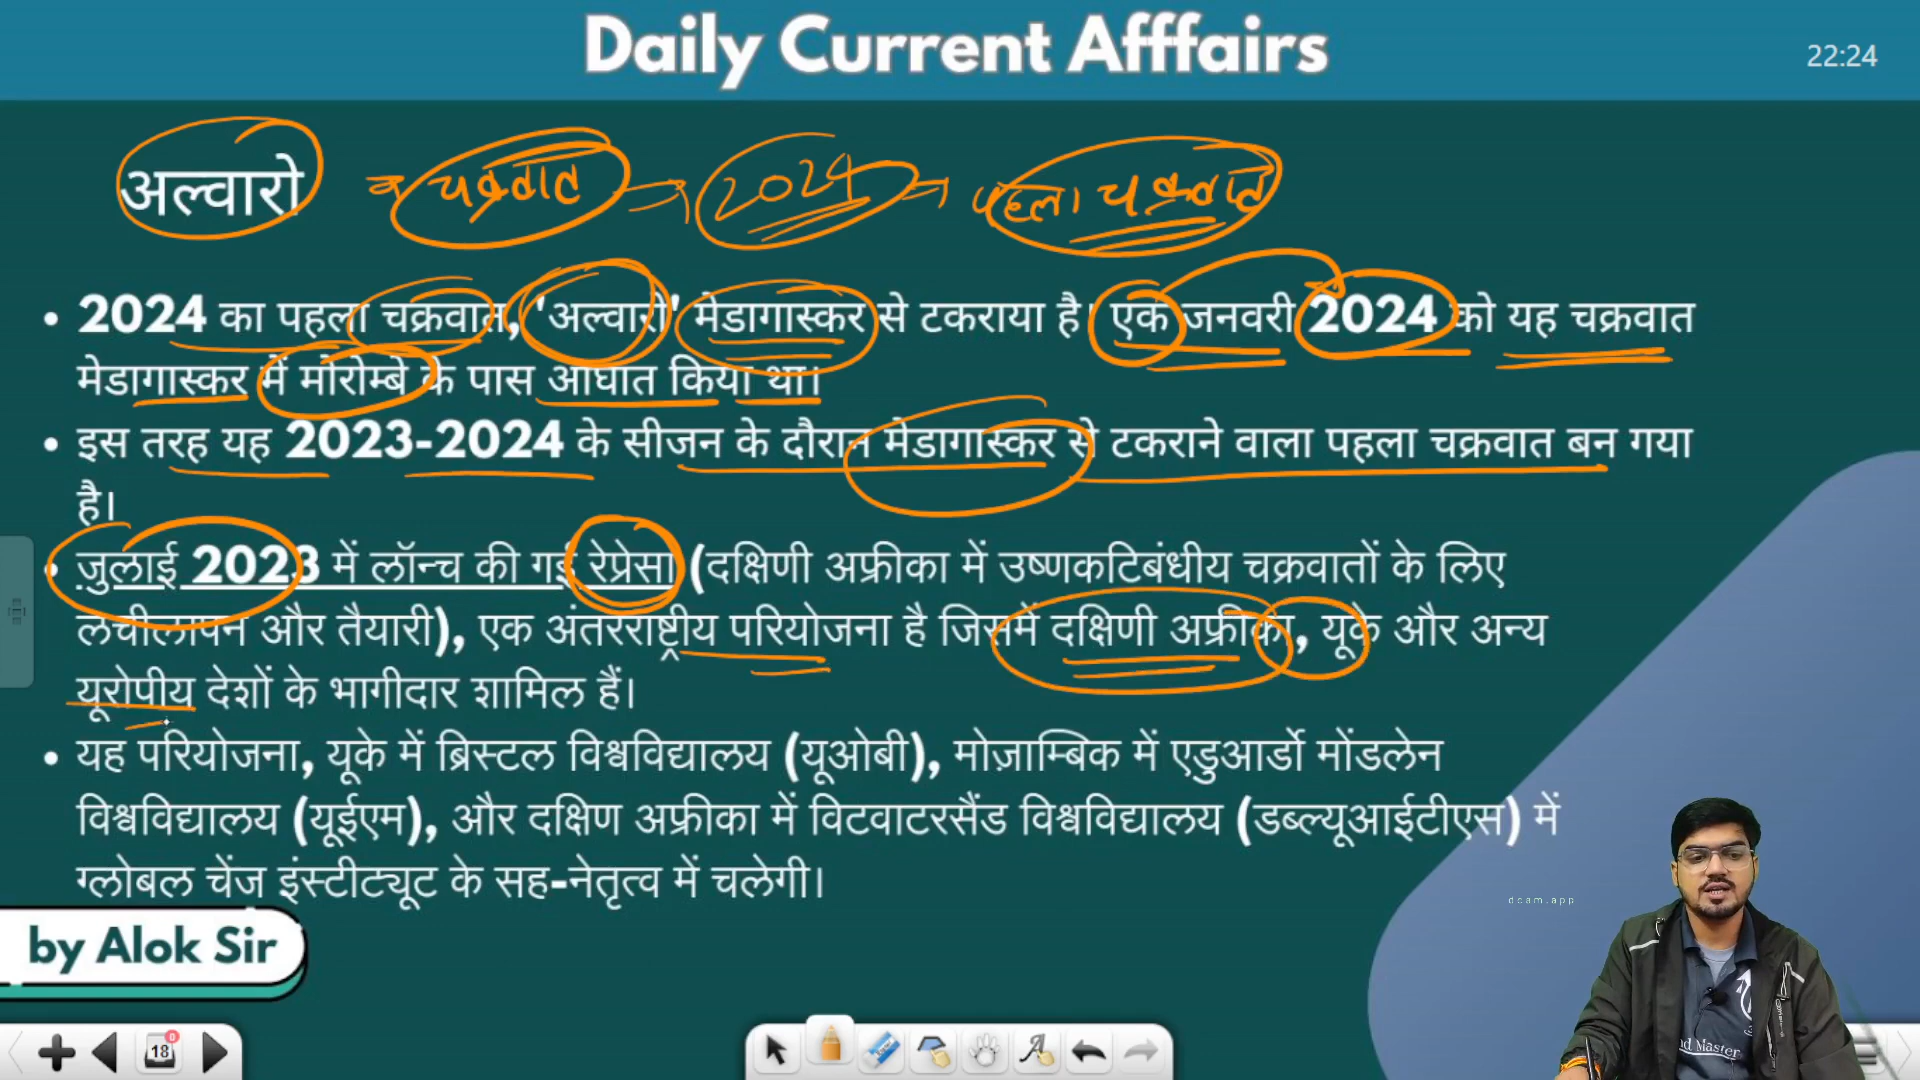 Daily Current Afffairs
22:24
अल्वारो
चक्रवात
2024
पहला चक्रवात
• 2024 का पहला चक्रवात, 'अल्वारो' मेडागास्कर से टकराया है। एक जनवरी 2024 को यह चक्रवात
मेडागास्कर में मोरोम्बे के पास आघात किया था।
• इस तरह यह 2023-2024 के सीजन के दौरान मेडागास्कर से टकराने वाला पहला चक्रवात बन गया
है।
• जुलाई 2023 में लॉन्च की गई रेप्रेसा (दक्षिणी अफ्रीका में उष्णकटिबंधीय चक्रवातों के लिए
लचीलापन और तैयारी), एक अंतरराष्ट्रीय परियोजना है जिसमें दक्षिणी अफ्रीका, यूके और अन्य
यूरोपीय देशों के भागीदार शामिल हैं।
• यह परियोजना, यूके में ब्रिस्टल विश्वविद्यालय (यूओबी), मोज़ाम्बिक में एडुआर्डो मोंडलेन
विश्वविद्यालय (यूईएम), और दक्षिण अफ्रीका में विटवाटरसैंड विश्वविद्यालय (डब्ल्यूआईटीएस) में
ग्लोबल चेंज इंस्टीट्यूट के सह-नेतृत्व में चलेगी।
dcam.app
by Alok Sir
Master
18
0